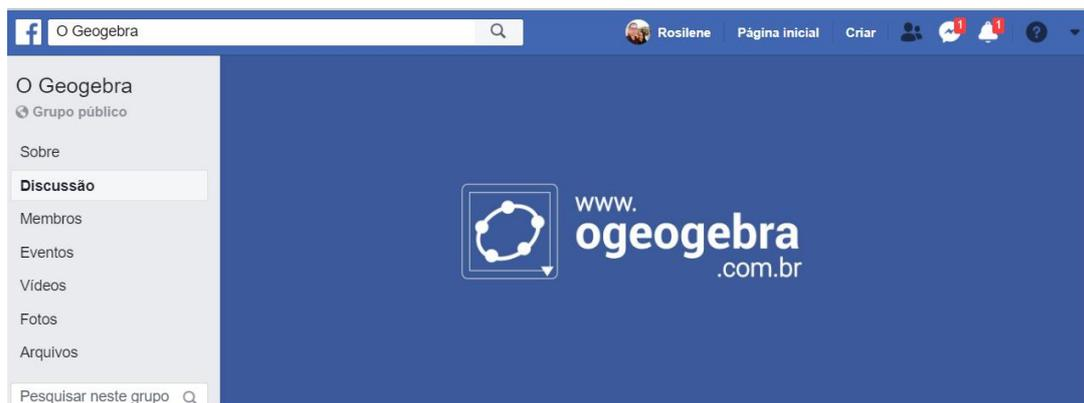 f O Geogebra Rosilene Página inicial Criar 1 1 ?
O Geogebra
Grupo público
Sobre
Discussão
Membros
Eventos
Vídeos
Fotos
Arquivos
Pesquisar neste grupo
www.
ogeogebra
.com.br